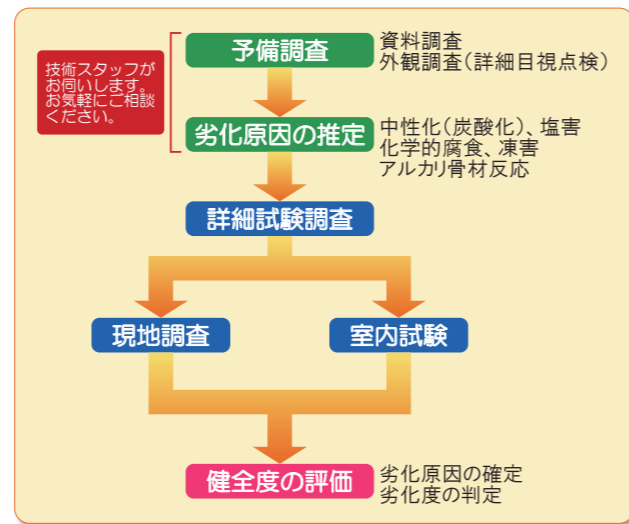 予備調査
資料調査
外観調査(詳細目視点検)
技術スタッフが
お伺いします。
お気軽にご相談
ください。
劣化原因の推定
中性化(炭酸化)、塩害
化学的腐食、凍害
アルカリ骨材反応
詳細試験調査
現地調査
室内試験
健全度の評価
劣化原因の確定
劣化度の判定